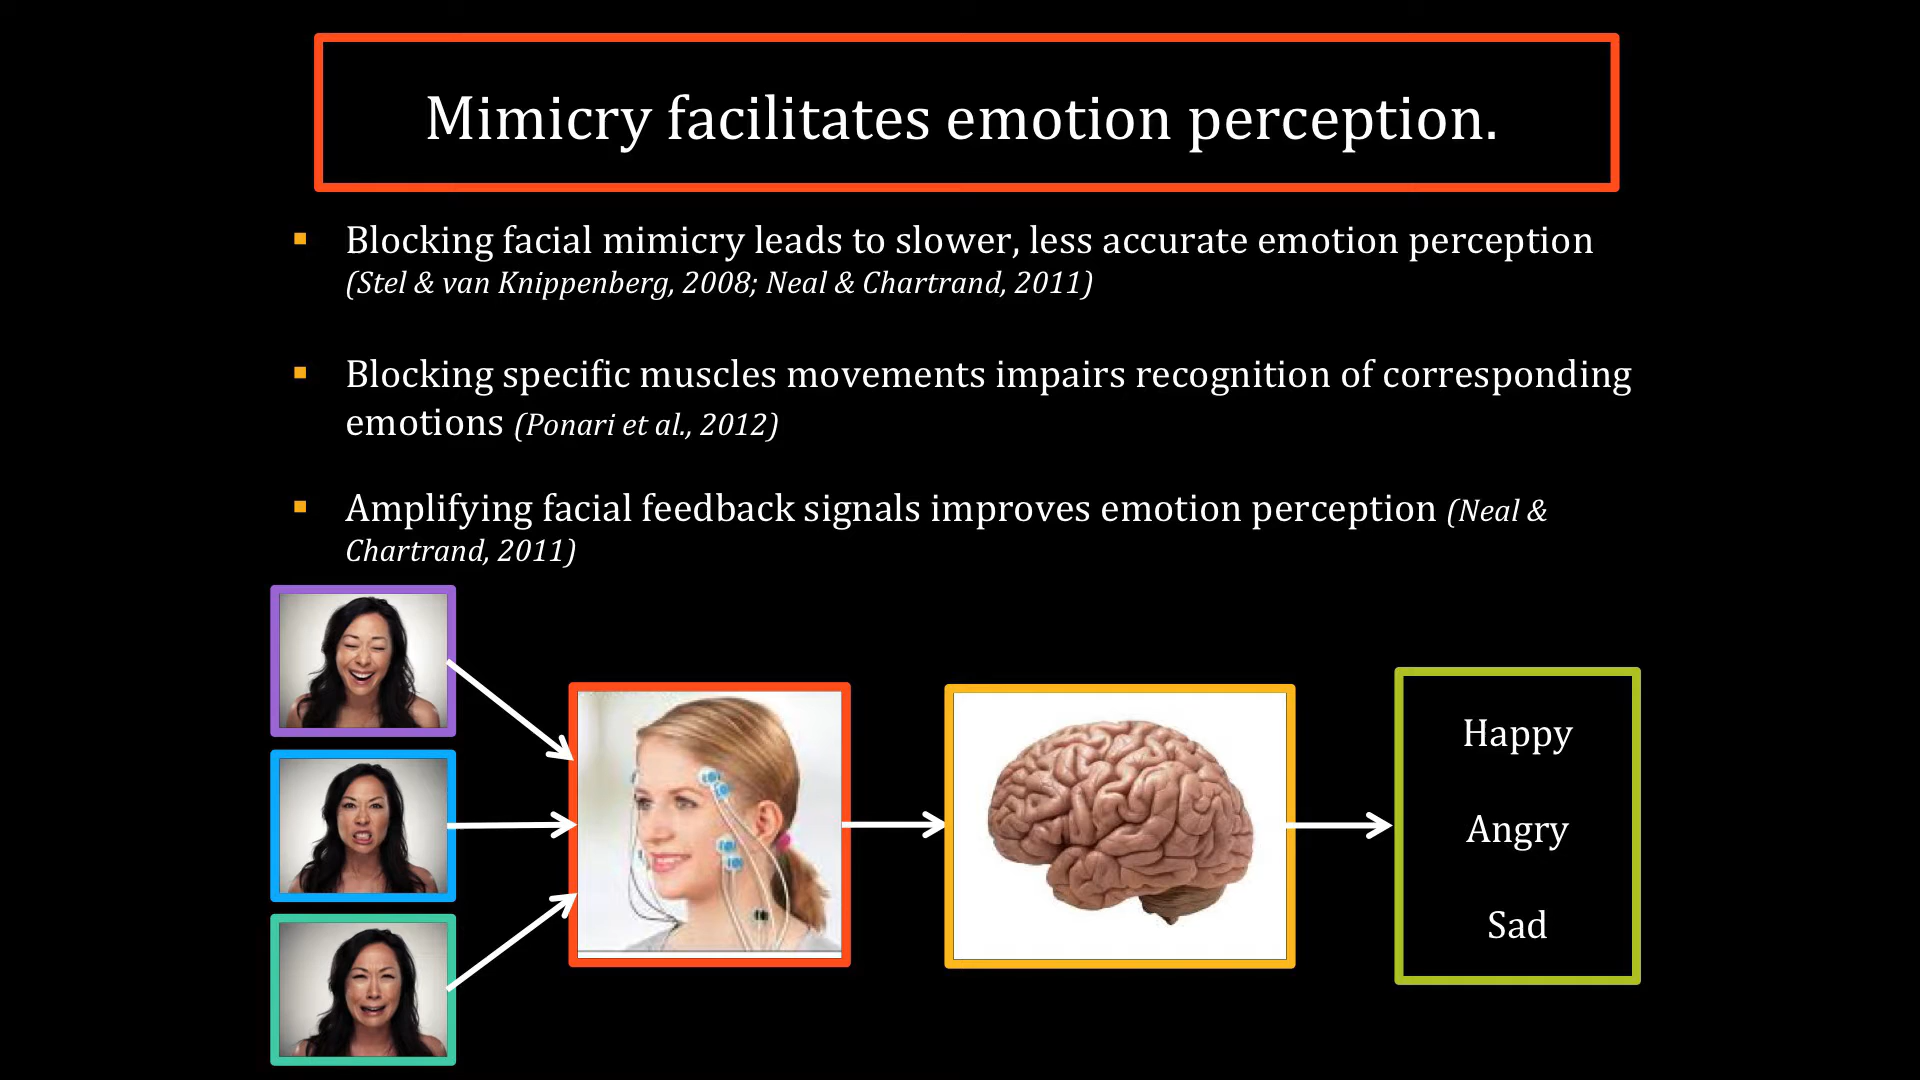 Mimicry facilitates emotion perception.
Blocking facial mimicry leads to slower, less accurate emotion perception
(Stel & van Knippenberg, 2008; Neal & Chartrand, 2011)
Blocking specific muscles movements impairs recognition of corresponding
emotions (Ponari et al., 2012)
Amplifying facial feedback signals improves emotion perception (Neal &
Chartrand, 2011)
Happy
Angry
Sad